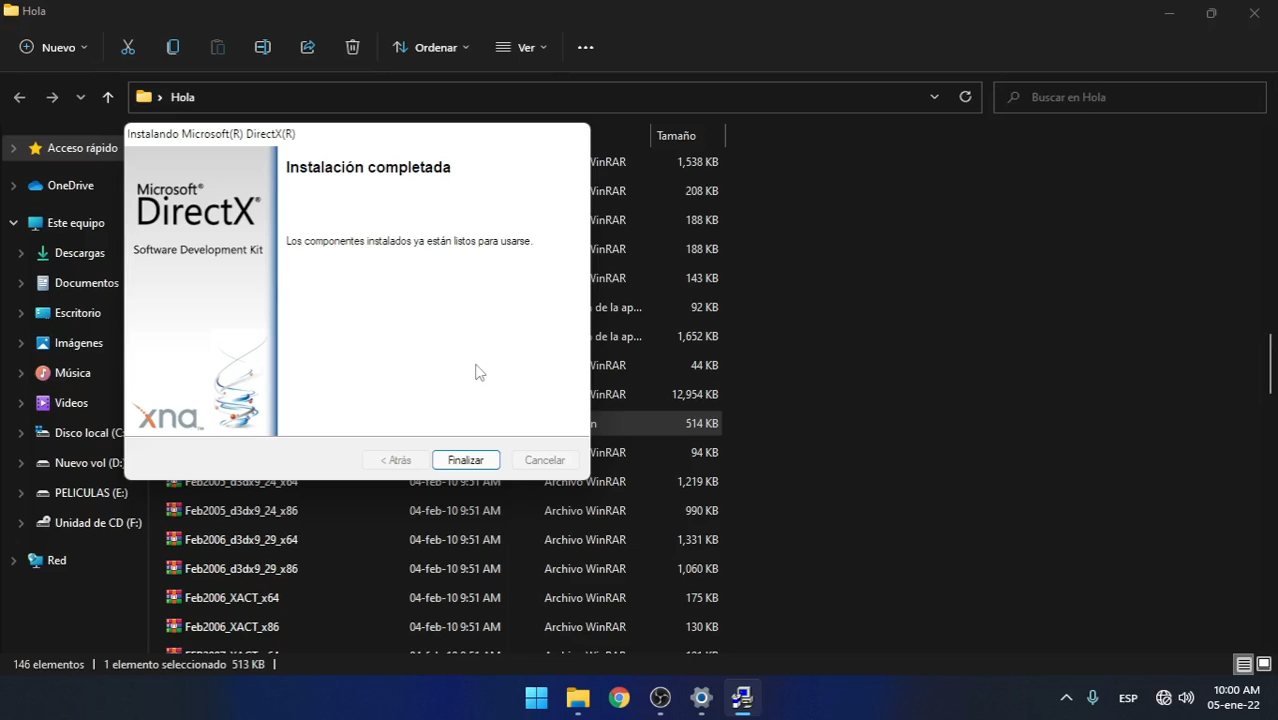 Hola
Nuevo
Ordenar
Ver
Hola
Buscar en Hola
Acceso rápido
OneDrive
Este equipo
Descargas
Documentos
Escritorio
Imágenes
Música
Videos
Disco local (C:
Nuevo vol (D:)
PELICULAS (E:)
Unidad de CD (F:)
Red
Instalando Microsoft(R) DirectX(R)
Microsoft®
DirectX®
Software Development Kit
xna™
Instalación completada
Los componentes instalados ya están listos para usarse.
< Atrás
Finalizar
Cancelar
Tamaño
WinRAR 1,538 KB
WinRAR 208 KB
WinRAR 188 KB
WinRAR 188 KB
WinRAR 143 KB
de la ap... 92 KB
de la ap... 1,652 KB
WinRAR 44 KB
WinRAR 12,954 KB
n 514 KB
WinRAR 94 KB
Feb2005_d3dx9_24_x64 04-feb-10 9:51 AM Archivo WinRAR 1,219 KB
Feb2005_d3dx9_24_x86 04-feb-10 9:51 AM Archivo WinRAR 990 KB
Feb2006_d3dx9_29_x64 04-feb-10 9:51 AM Archivo WinRAR 1,331 KB
Feb2006_d3dx9_29_x86 04-feb-10 9:51 AM Archivo WinRAR 1,060 KB
Feb2006_XACT_x64 04-feb-10 9:51 AM Archivo WinRAR 175 KB
Feb2006_XACT_x86 04-feb-10 9:51 AM Archivo WinRAR 130 KB
146 elementos
1 elemento seleccionado 513 KB
ESP
10:00 AM
05-ene-22